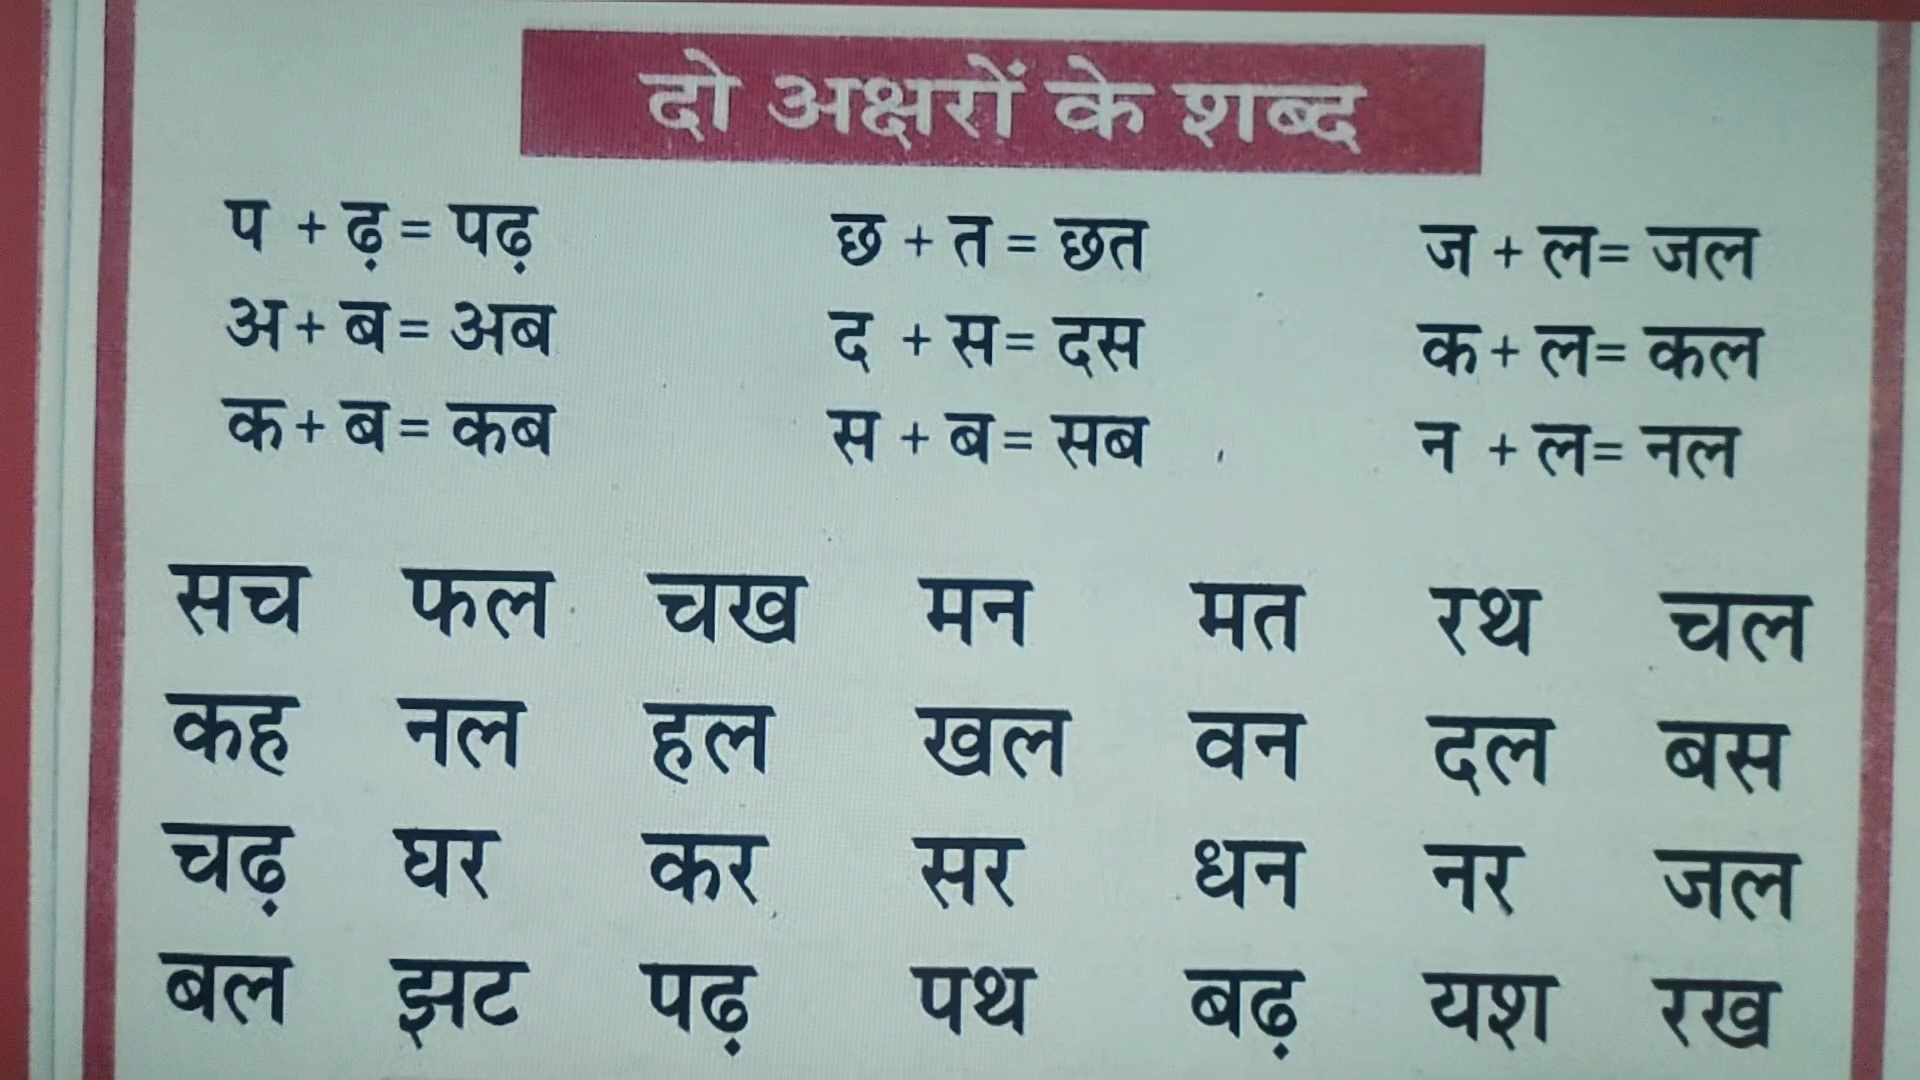 दो अक्षरों के शब्द
प + ढ़ = पढ़ छ + त = छत ज + ल= जल
अ + ब = अब द + स= दस क + ल= कल
क + ब = कब स + ब = सब न + ल= नल
सच फल चख मन मत रथ चल
कह नल हल खल वन दल बस
चढ़ घर कर सर धन नर जल
बल झट पढ़ पथ बढ़ यश रख